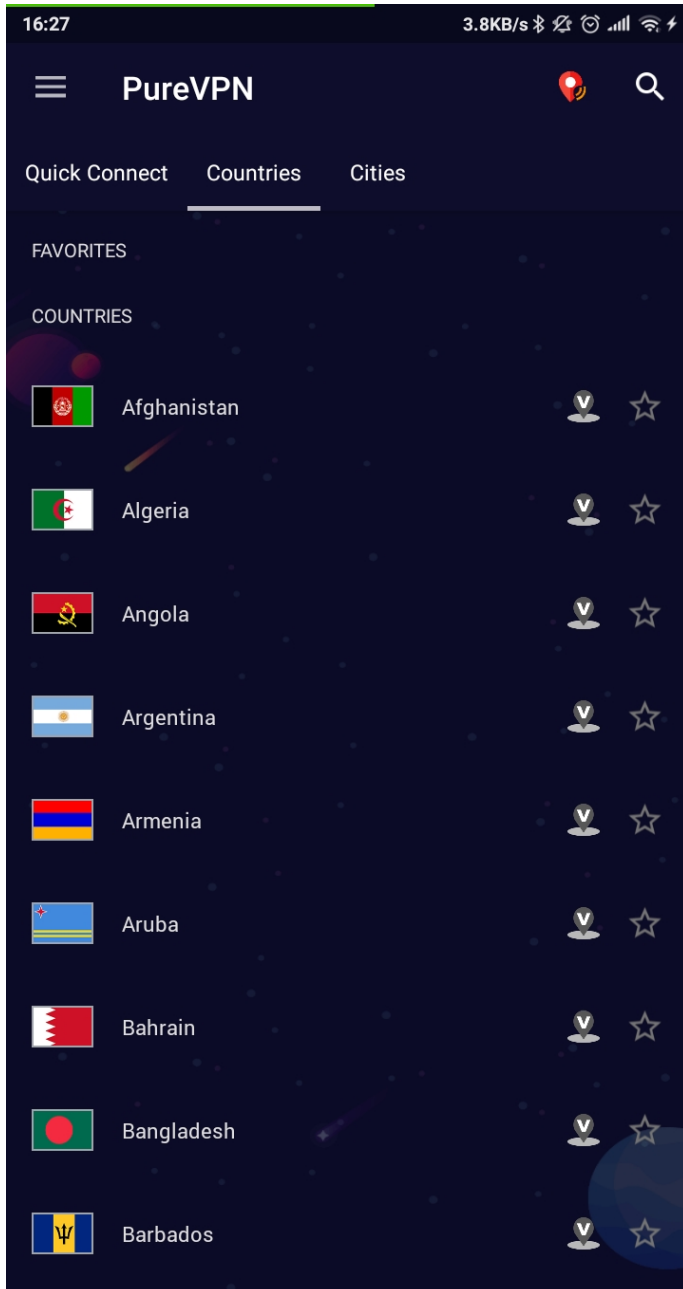 16:27 3.8KB/s
PureVPN
Quick Connect Countries Cities
FAVORITES
COUNTRIES
Afghanistan V
Algeria V
Angola V
Argentina V
Armenia V
Aruba V
Bahrain V
Bangladesh V
Barbados V